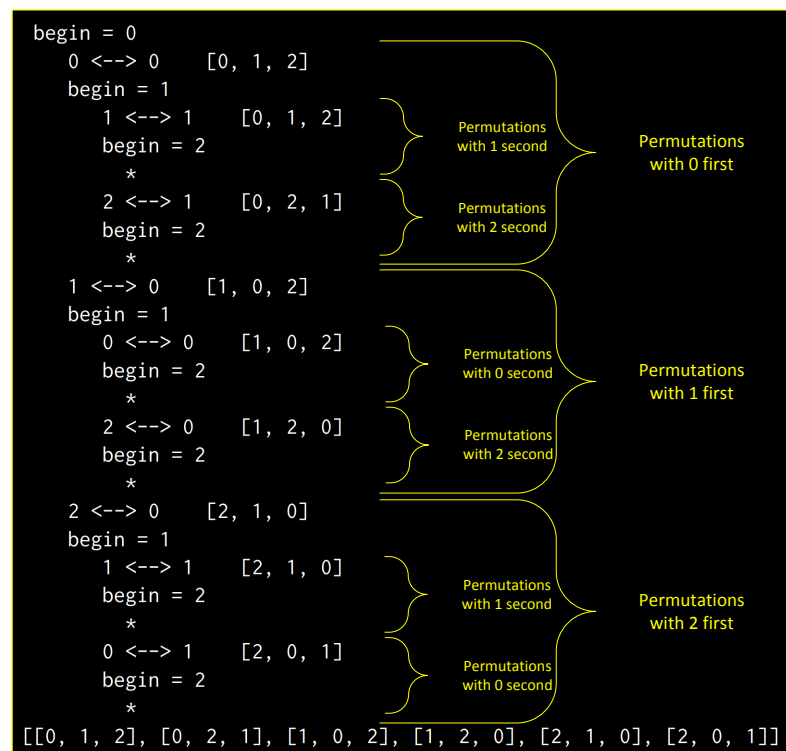 begin = 0
0 <--> 0 [0, 1, 2]
begin = 1
1 <--> 1 [0, 1, 2]
begin = 2
*
2 <--> 1 [0, 2, 1]
begin = 2
*
Permutations
with 1 second
Permutations
with 2 second
Permutations
with 0 first
1 <--> 0 [1, 0, 2]
begin = 1
0 <--> 0 [1, 0, 2]
begin = 2
*
2 <--> 0 [1, 2, 0]
begin = 2
*
Permutations
with 0 second
Permutations
with 2 second
Permutations
with 1 first
2 <--> 0 [2, 1, 0]
begin = 1
1 <--> 1 [2, 1, 0]
begin = 2
*
0 <--> 1 [2, 0, 1]
begin = 2
*
Permutations
with 1 second
Permutations
with 0 second
Permutations
with 2 first
[[0, 1, 2], [0, 2, 1], [1, 0, 2], [1, 2, 0], [2, 1, 0], [2, 0, 1]]